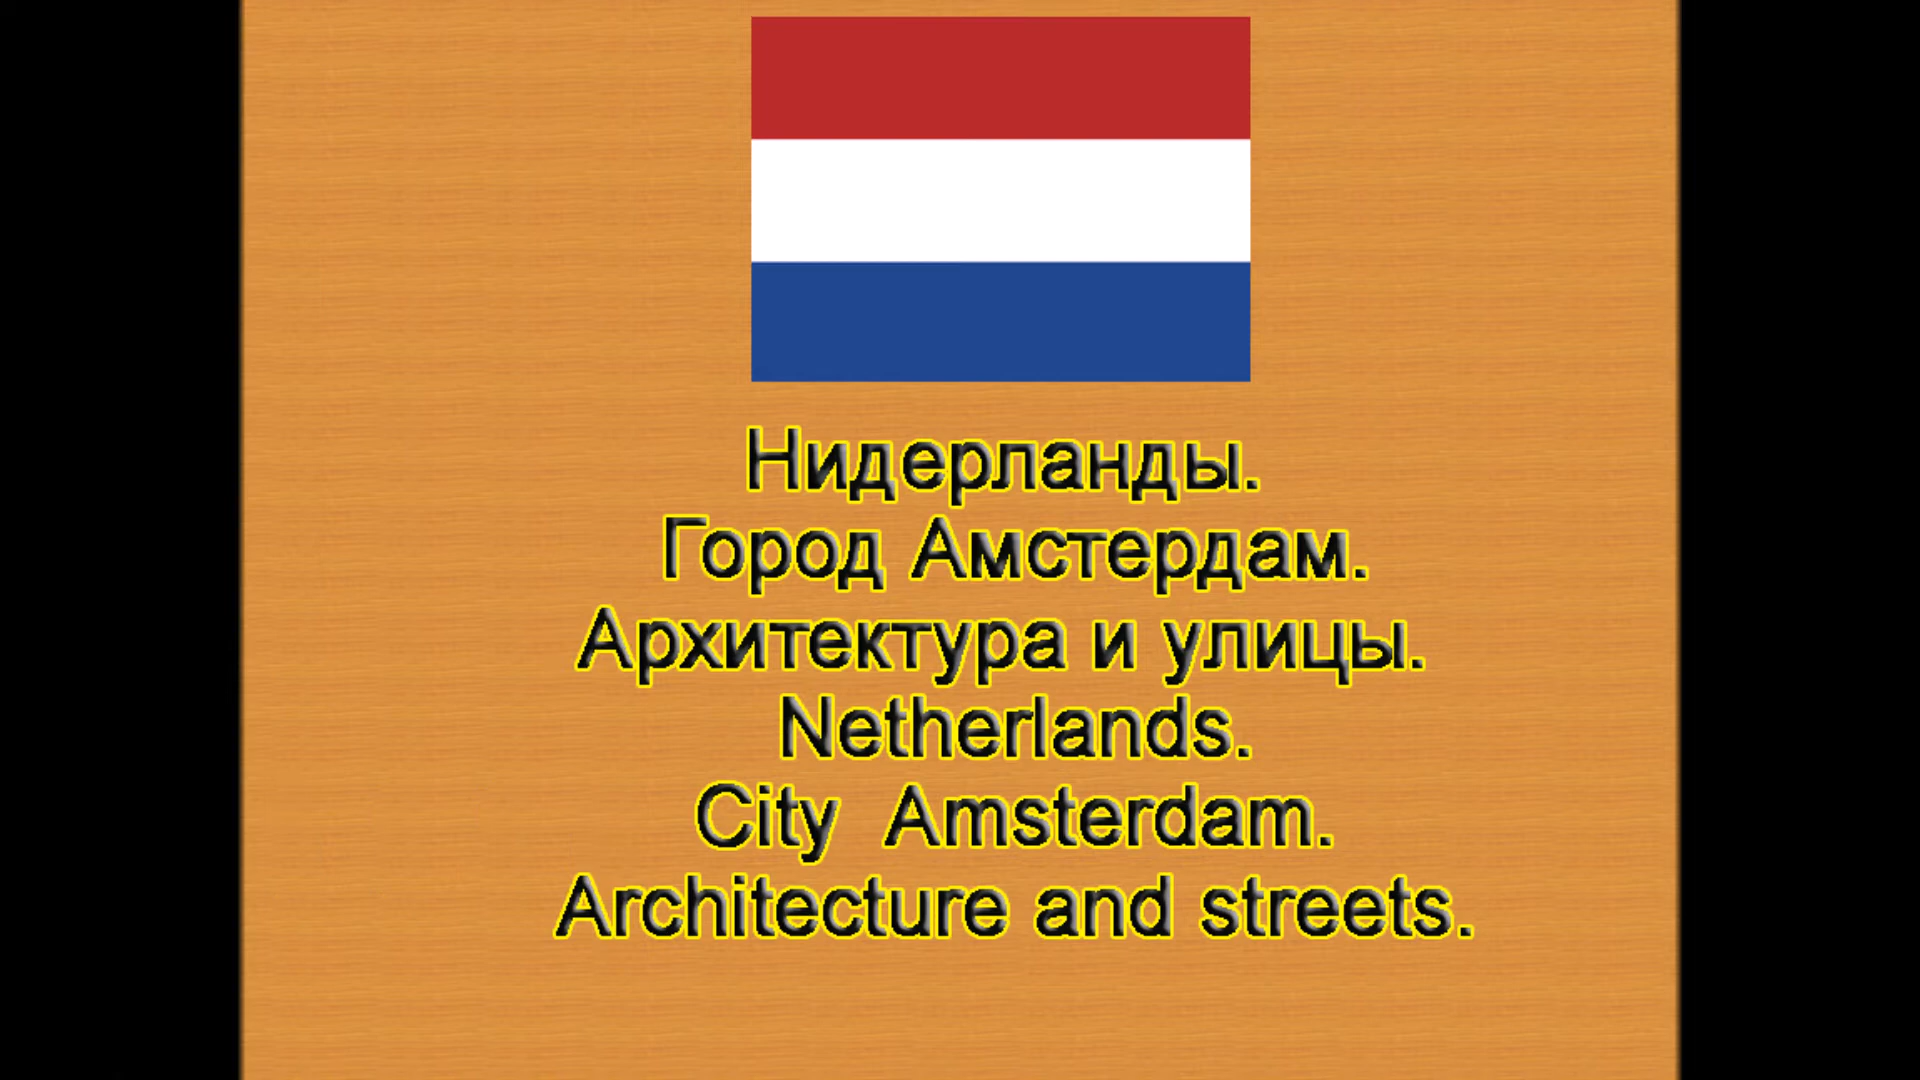 Нидерланды.
Город Амстердам.
Архитектура и улицы.
Netherlands.
City Amsterdam.
Architecture and streets.